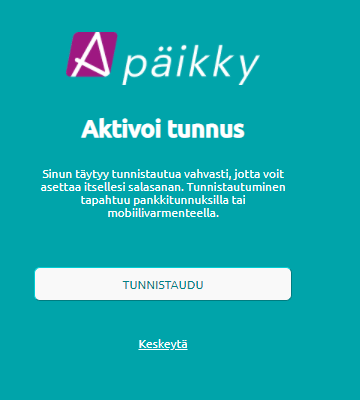 A päikky
Aktivoi tunnus
Sinun täytyy tunnistautua vahvasti, jotta voit
asettaa itsellesi salasanan. Tunnistautuminen
tapahtuu pankkitunnuksilla tai
mobiilivarmenteella.
TUNNISTAUDU
Keskeytä